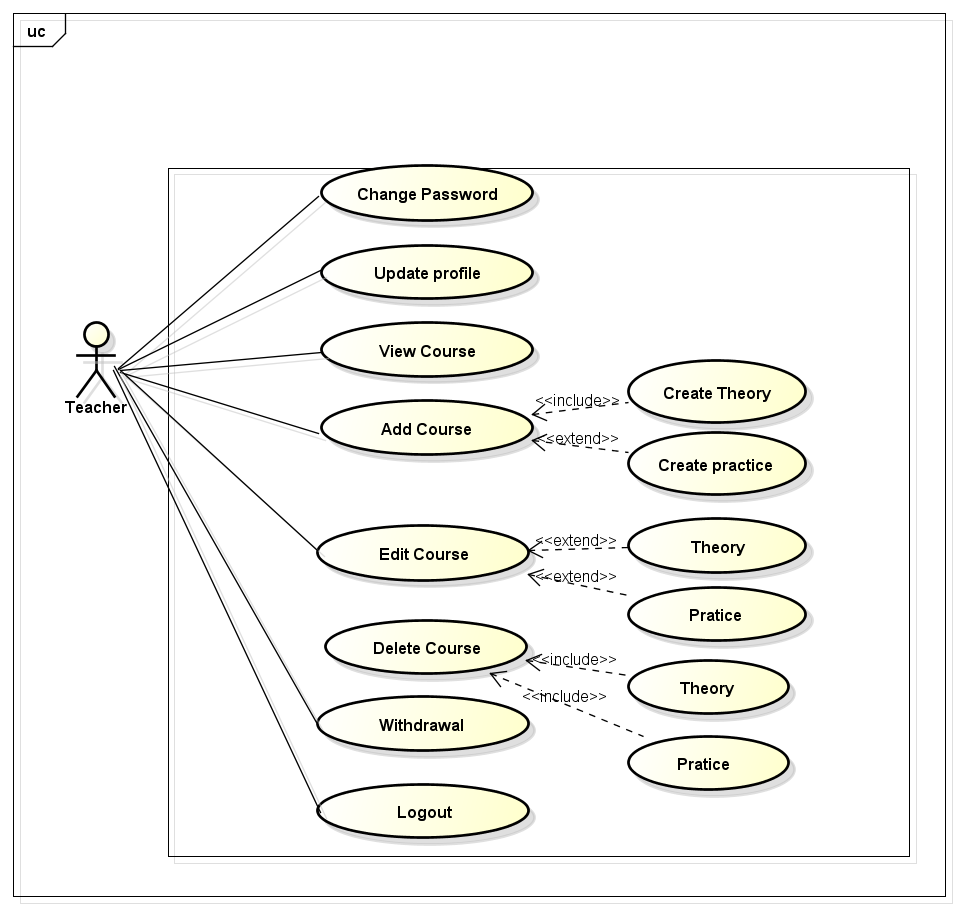 uc
Change Password
Update profile
View Course
Teacher
Add Course
<<include>>
Create Theory
<<extend>>
Create practice
Edit Course
<<extend>>
Theory
<<extend>>
Pratice
Delete Course
<<include>>
Theory
<<include>>
Withdrawal
Pratice
Logout